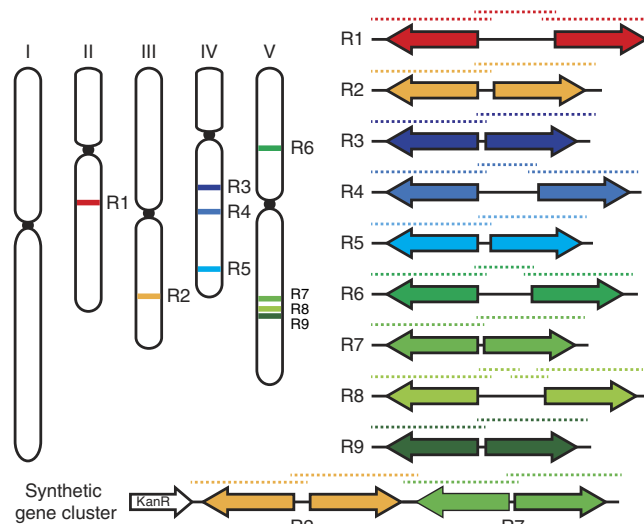 I II III IV V
R1
R2
R3
R4
R5
R6
R7
R8
R9
R1
R2
R3
R4
R5
R6
R7
R8
R9
Synthetic
gene cluster
KanR
R7